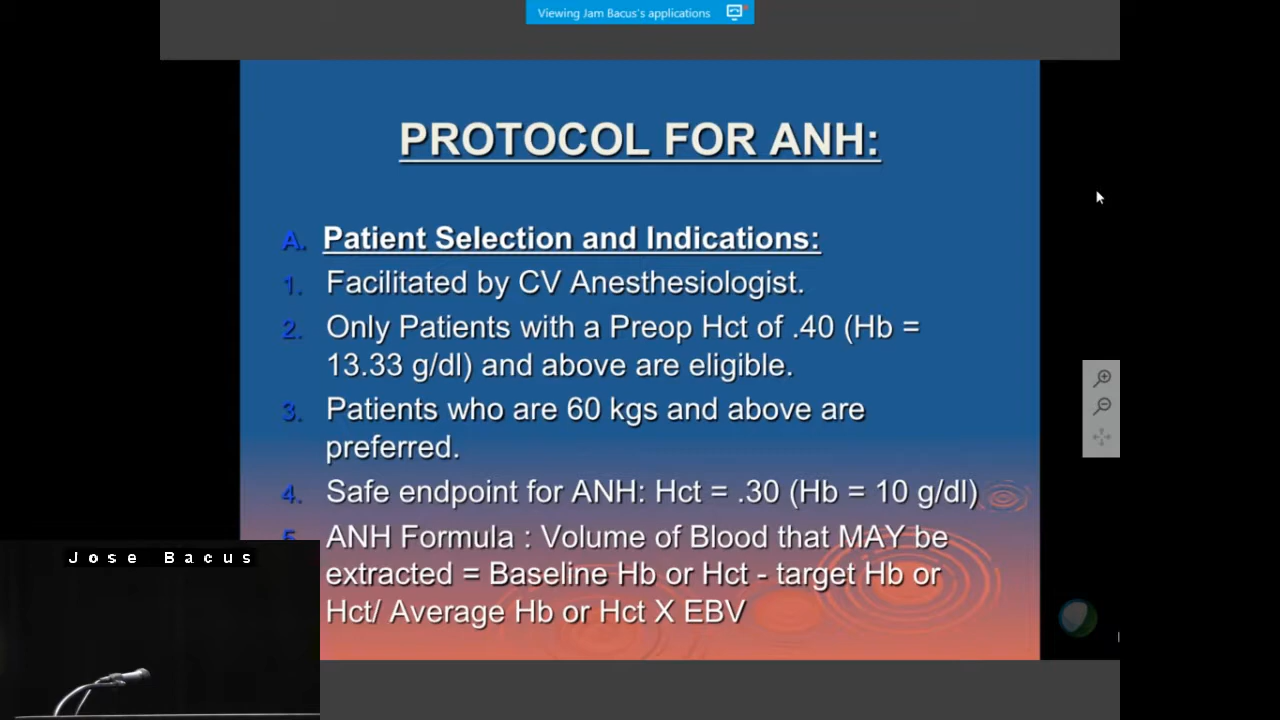 Viewing Jam Bacus's applications
PROTOCOL FOR ANH:
A. Patient Selection and Indications:
1. Facilitated by CV Anesthesiologist.
2. Only Patients with a Preop Hct of .40 (Hb =
13.33 g/dl) and above are eligible.
3. Patients who are 60 kgs and above are
preferred.
4. Safe endpoint for ANH: Hct = .30 (Hb = 10 g/dl)
5. ANH Formula : Volume of Blood that MAY be
extracted = Baseline Hb or Hct - target Hb or
Hct/ Average Hb or Hct X EBV
Jose Bacus